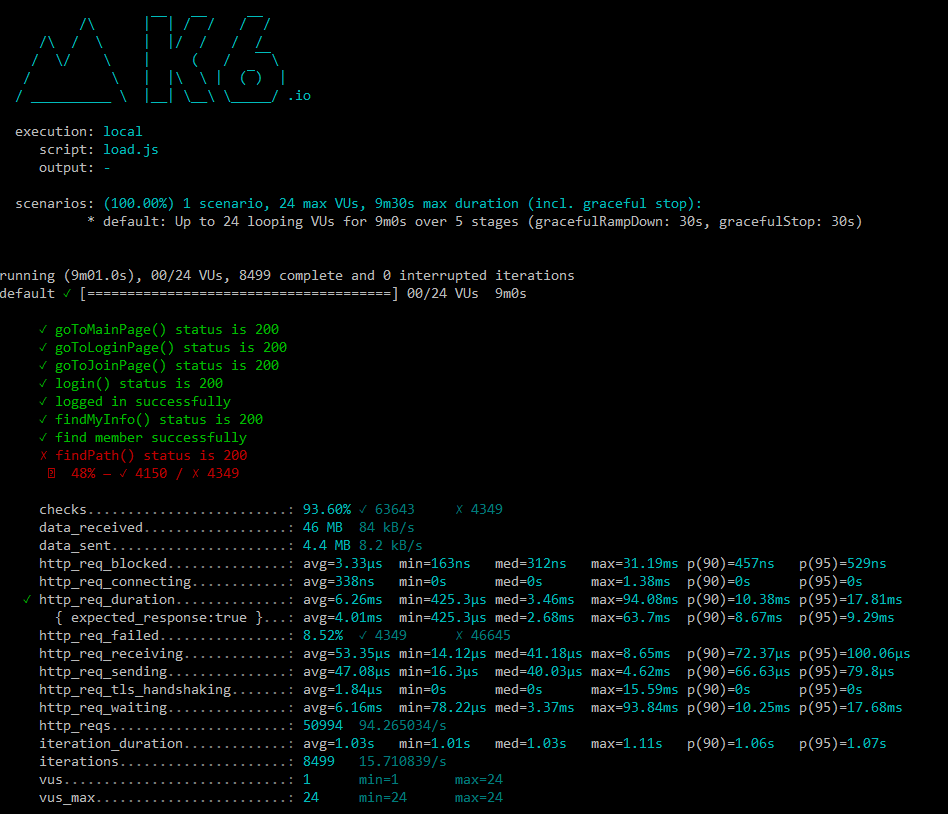 K6 .io
execution: local
script: load.js
output: -
scenarios: (100.00%) 1 scenario, 24 max VUs, 9m30s max duration (incl. graceful stop):
* default: Up to 24 looping VUs for 9m0s over 5 stages (gracefulRampDown: 30s, gracefulStop: 30s)
running (9m01.0s), 00/24 VUs, 8499 complete and 0 interrupted iterations
default ✓ [======================================] 00/24 VUs  9m0s
✓ goToMainPage() status is 200
✓ goToLoginPage() status is 200
✓ goToJoinPage() status is 200
✓ login() status is 200
✓ logged in successfully
✓ findMyInfo() status is 200
✓ find member successfully
✗ findPath() status is 200
48% — ✓ 4150 / ✗ 4349
checks.........................: 93.60% ✓ 63643     ✗ 4349
data_received..................: 46 MB  84 kB/s
data_sent......................: 4.4 MB 8.2 kB/s
http_req_blocked...............: avg=3.33µs  min=163ns   med=312ns   max=31.19ms p(90)=457ns   p(95)=529ns
http_req_connecting............: avg=338ns   min=0s      med=0s      max=1.38ms  p(90)=0s      p(95)=0s
✓ http_req_duration..............: avg=6.26ms  min=425.3µs med=3.46ms  max=94.08ms p(90)=10.38ms p(95)=17.81ms
{ expected_response:true }...: avg=4.01ms  min=425.3µs med=2.68ms  max=63.7ms  p(90)=8.67ms  p(95)=9.29ms
http_req_failed................: 8.52%  ✓ 4349      ✗ 46645
http_req_receiving.............: avg=53.35µs min=14.12µs med=41.18µs max=8.65ms  p(90)=72.37µs p(95)=100.06µs
http_req_sending...............: avg=47.08µs min=16.3µs  med=40.03µs max=4.62ms  p(90)=66.63µs p(95)=79.8µs
http_req_tls_handshaking.......: avg=1.84µs  min=0s      med=0s      max=15.59ms p(90)=0s      p(95)=0s
http_req_waiting...............: avg=6.16ms  min=78.22µs med=3.37ms  max=93.84ms p(90)=10.25ms p(95)=17.68ms
http_reqs......................: 50994  94.265034/s
iteration_duration.............: avg=1.03s   min=1.01s   med=1.03s   max=1.11s   p(90)=1.06s   p(95)=1.07s
iterations.....................: 8499   15.710839/s
vus............................: 1      min=1       max=24
vus_max........................: 24     min=24      max=24